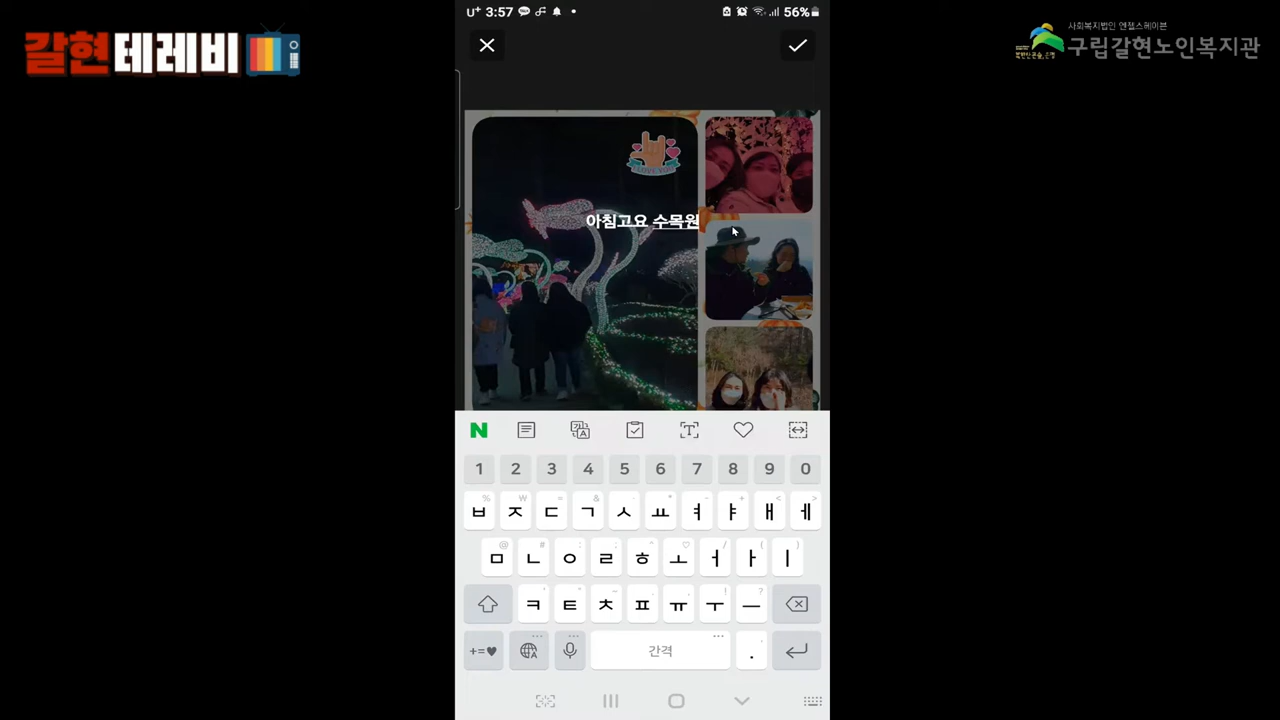 갈현테레비
사회복지법인 엔젤스헤이븐
구립갈현노인복지관
U+ 3:57 56%
I LOVE YOU
아침고요 수목원
1 2 3 4 5 6 7 8 9 0
ㅂ ㅈ ㄷ ㄱ ㅅ ㅛ ㅕ ㅑ ㅐ ㅔ
ㅁ ㄴ ㅇ ㄹ ㅎ ㅗ ㅓ ㅏ ㅣ
ㅋ ㅌ ㅊ ㅍ ㅠ ㅜ ㅡ
+=♥ 간격 .